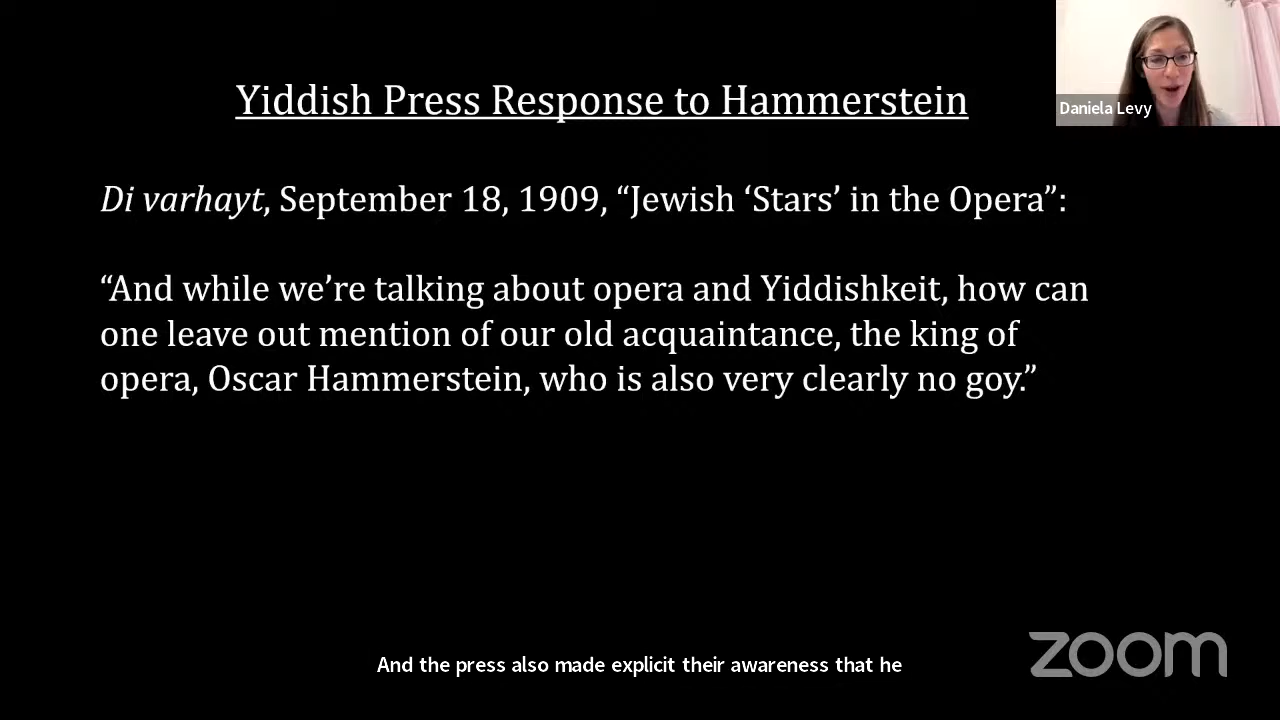 Yiddish Press Response to Hammerstein
Daniela Levy
Di varhayt, September 18, 1909, “Jewish ‘Stars’ in the Opera”:
“And while we’re talking about opera and Yiddishkeit, how can
one leave out mention of our old acquaintance, the king of
opera, Oscar Hammerstein, who is also very clearly no goy.”
And the press also made explicit their awareness that he
zoom